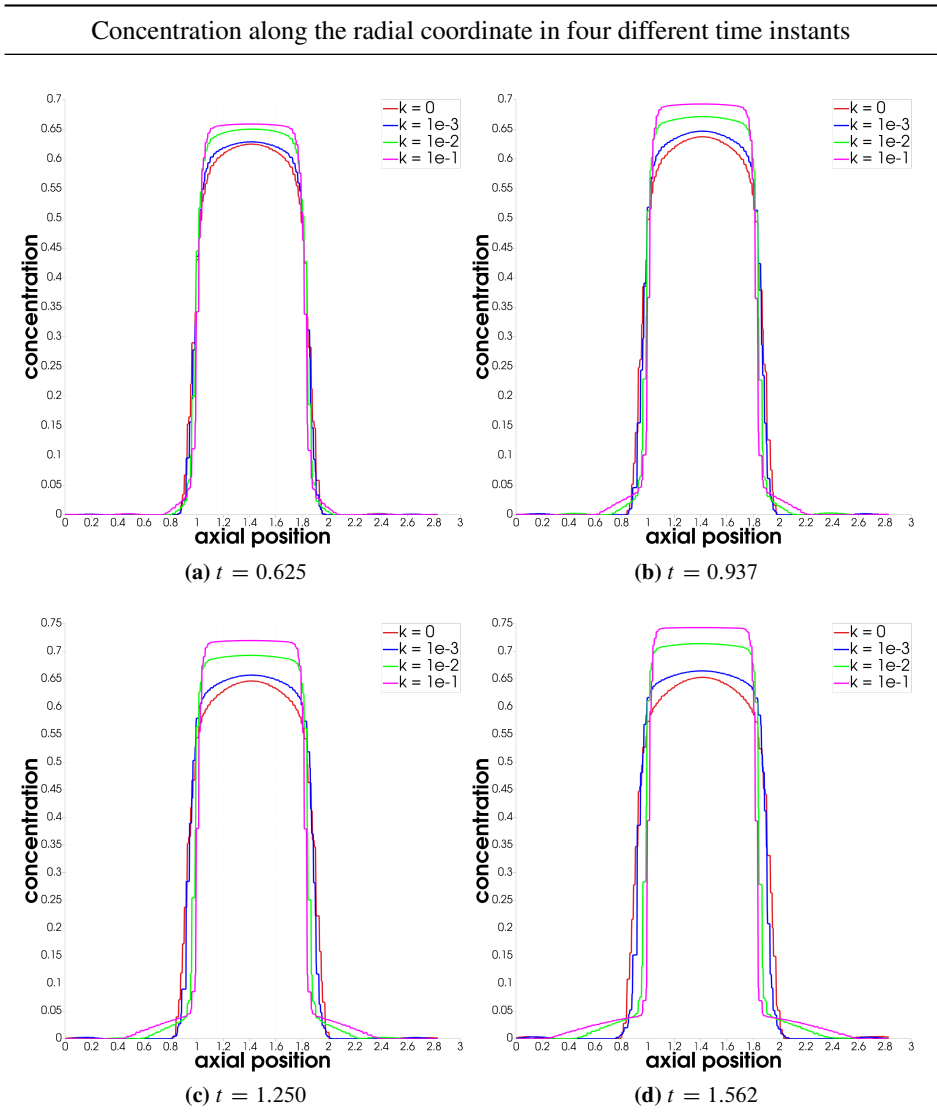 Concentration along the radial coordinate in four different time instants
0.7
0.65
0.6
0.55
0.5
0.45
0.4
0.35
0.3
0.25
0.2
0.15
0.1
0.05
0
concentration
k = 0
k = 1e-3
k = 1e-2
k = 1e-1
0 0.2 0.4 0.6 0.8 1 1.2 1.4 1.6 1.8 2 2.2 2.4 2.6 2.8 3
axial position
(a) t = 0.625
0.7
0.65
0.6
0.55
0.5
0.45
0.4
0.35
0.3
0.25
0.2
0.15
0.1
0.05
0
concentration
k = 0
k = 1e-3
k = 1e-2
k = 1e-1
0 0.2 0.4 0.6 0.8 1 1.2 1.4 1.6 1.8 2 2.2 2.4 2.6 2.8 3
axial position
(b) t = 0.937
0.75
0.7
0.65
0.6
0.55
0.5
0.45
0.4
0.35
0.3
0.25
0.2
0.15
0.1
0.05
0
concentration
k = 0
k = 1e-3
k = 1e-2
k = 1e-1
0 0.2 0.4 0.6 0.8 1 1.2 1.4 1.6 1.8 2 2.2 2.4 2.6 2.8 3
axial position
(c) t = 1.250
0.75
0.7
0.65
0.6
0.55
0.5
0.45
0.4
0.35
0.3
0.25
0.2
0.15
0.1
0.05
0
concentration
k = 0
k = 1e-3
k = 1e-2
k = 1e-1
0 0.2 0.4 0.6 0.8 1 1.2 1.4 1.6 1.8 2 2.2 2.4 2.6 2.8 3
axial position
(d) t = 1.562